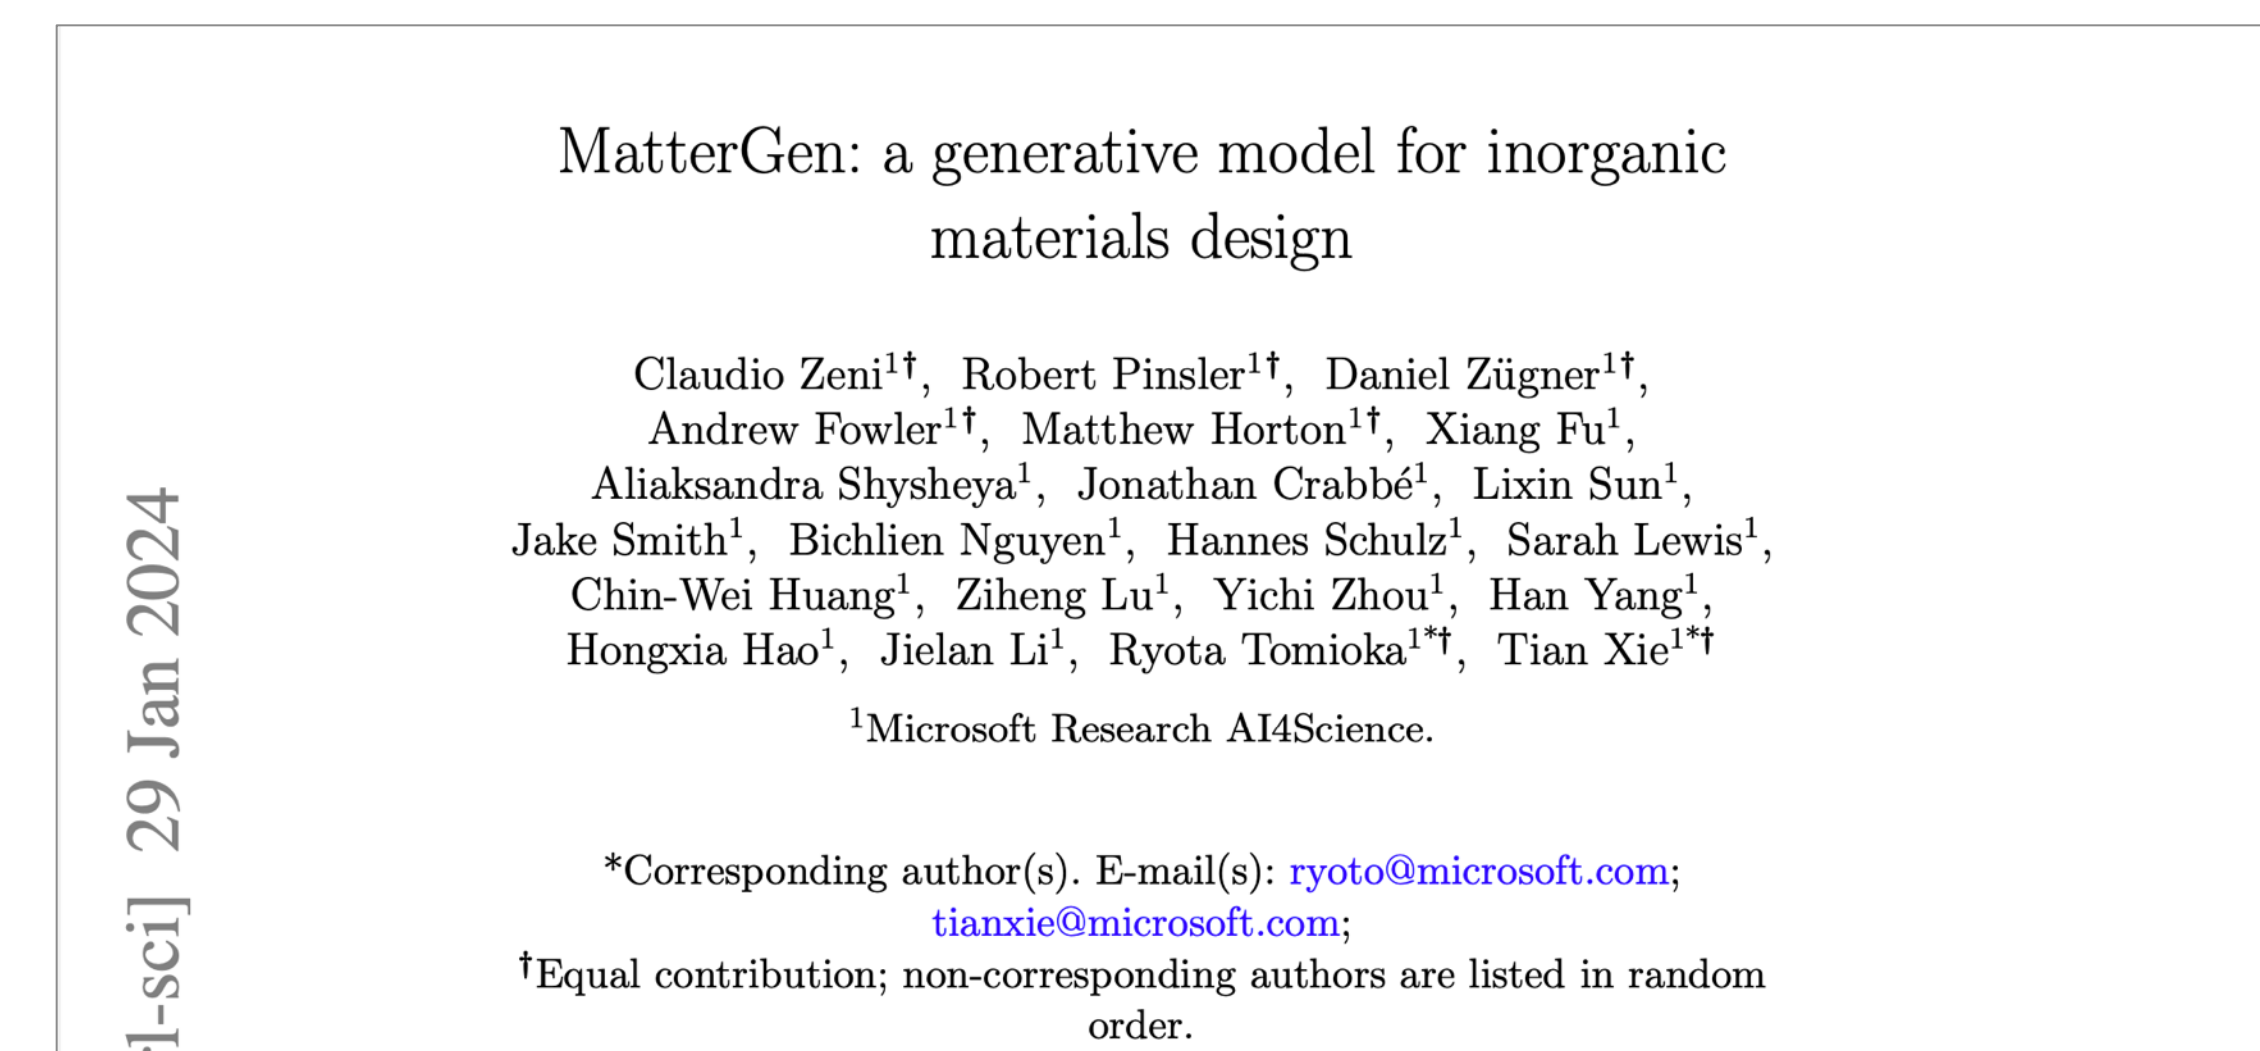 MatterGen: a generative model for inorganic
materials design
Claudio Zeni¹†, Robert Pinsler¹†, Daniel Zügner¹†,
Andrew Fowler¹†, Matthew Horton¹†, Xiang Fu¹,
Aliaksandra Shysheya¹, Jonathan Crabbé¹, Lixin Sun¹,
Jake Smith¹, Bichlien Nguyen¹, Hannes Schulz¹, Sarah Lewis¹,
Chin-Wei Huang¹, Ziheng Lu¹, Yichi Zhou¹, Han Yang¹,
Hongxia Hao¹, Jielan Li¹, Ryota Tomioka¹*†, Tian Xie¹*†
¹Microsoft Research AI4Science.
*Corresponding author(s). E-mail(s): ryoto@microsoft.com;
tianxie@microsoft.com;
†Equal contribution; non-corresponding authors are listed in random
order.
l-sci] 29 Jan 2024